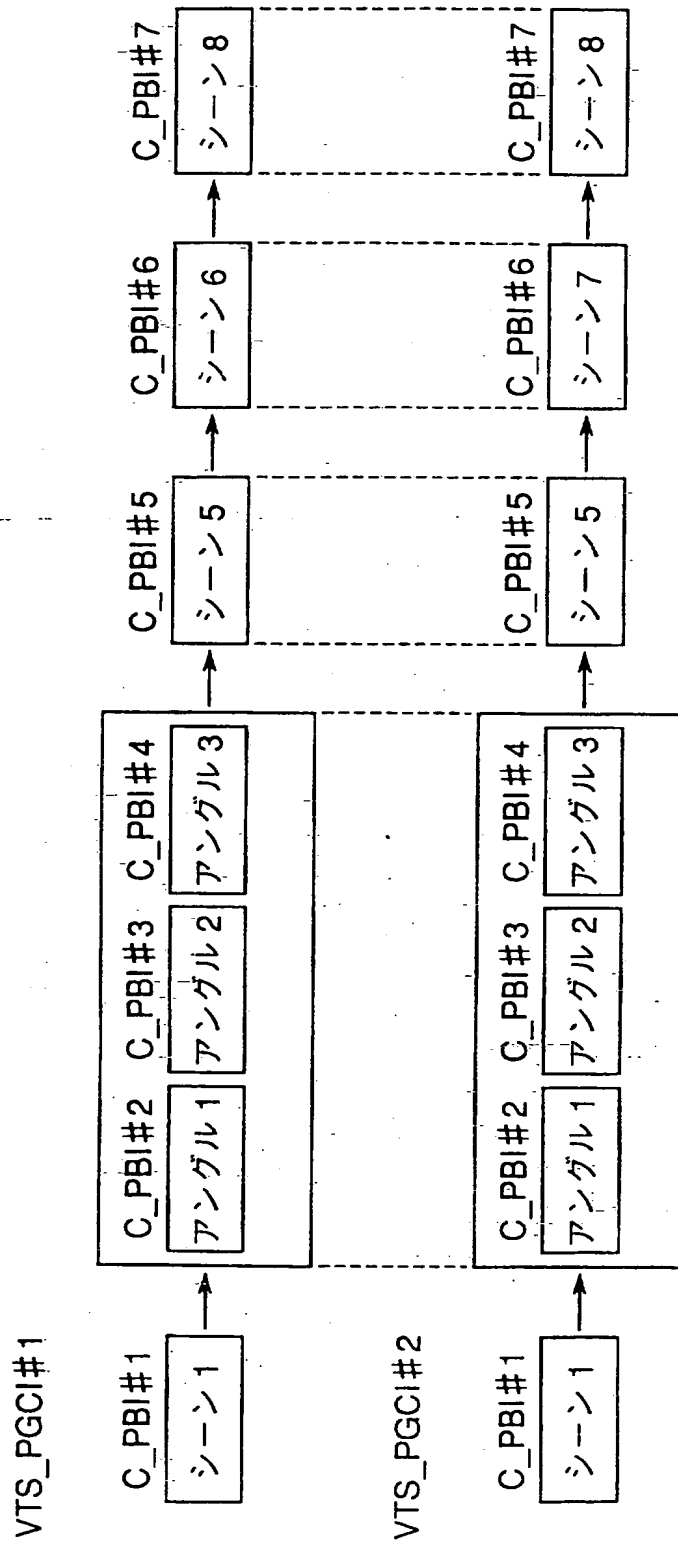 VTS_PGCI#1
C_PBI#1 C_PBI#2 C_PBI#3 C_PBI#4 C_PBI#5 C_PBI#6 C_PBI#7
シーン1 アングル1 アングル2 アングル3 シーン5 シーン6 シーン8
VTS_PGCI#2
C_PBI#1 C_PBI#2 C_PBI#3 C_PBI#4 C_PBI#5 C_PBI#6 C_PBI#7
シーン1 アングル1 アングル2 アングル3 シーン5 シーン7 シーン8